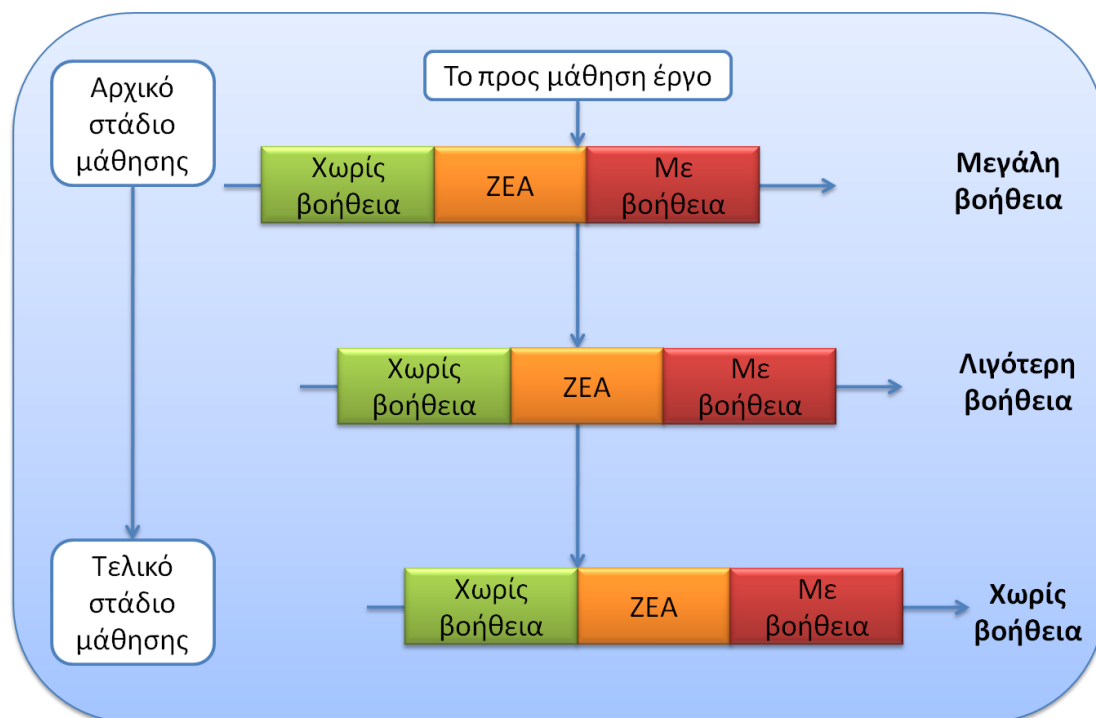 Αρχικό
στάδιο
μάθησης
Το προς μάθηση έργο
Χωρίς
βοήθεια
ΖΕΑ
Με
βοήθεια
Μεγάλη
βοήθεια
Χωρίς
βοήθεια
ΖΕΑ
Με
βοήθεια
Λιγότερη
βοήθεια
Τελικό
στάδιο
μάθησης
Χωρίς
βοήθεια
ΖΕΑ
Με
βοήθεια
Χωρίς
βοήθεια